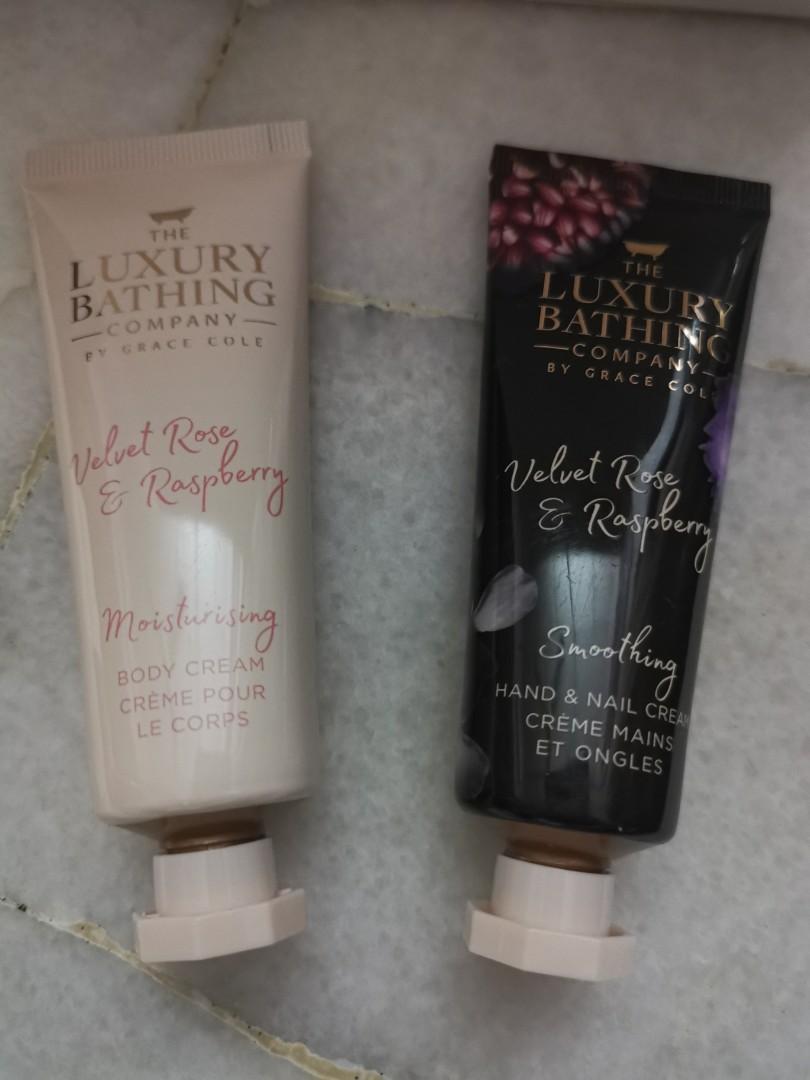 THE
LUXURY
BATHING
COMPANY
BY GRACE COLE
Velvet Rose
& Raspberry
Moisturising
BODY CREAM
CRÈME POUR
LE CORPS
THE
LUXURY
BATHING
COMPANY
BY GRACE COLE
Velvet Rose
& Raspberry
Smoothing
HAND & NAIL CREAM
CRÈME MAINS
ET ONGLES